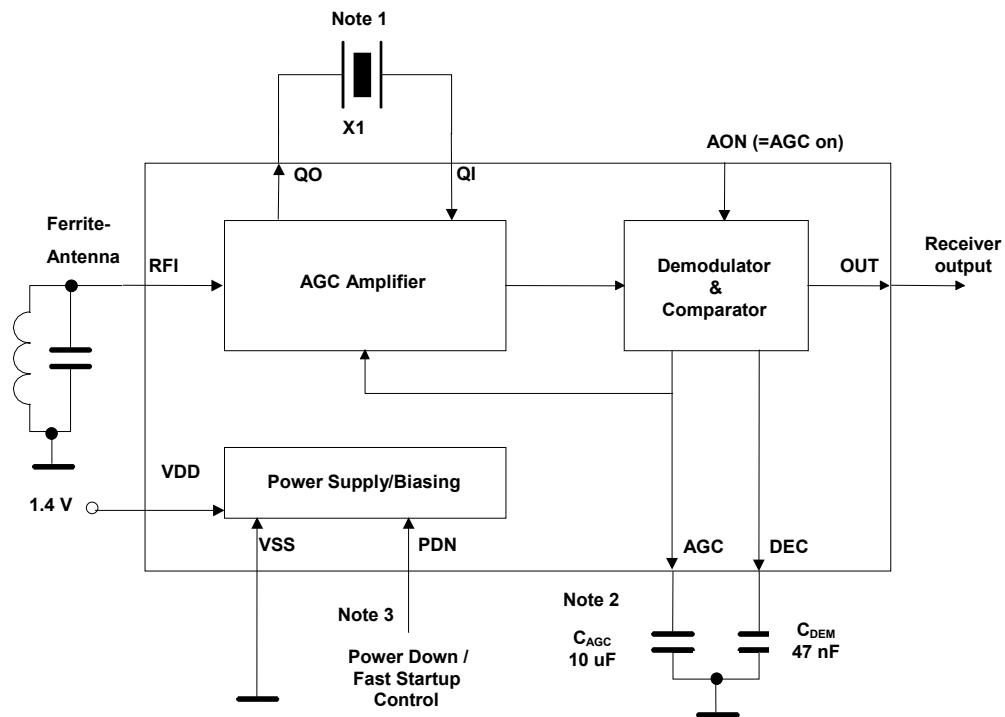 Note 1
X1
AON (=AGC on)
QO
QI
Ferrite-
Antenna
RFI
AGC Amplifier
Demodulator
&
Comparator
OUT
Receiver
output
VDD
Power Supply/Biasing
1.4 V
VSS
PDN
AGC
DEC
Note 3
Note 2
Power Down /
Fast Startup
Control
CAGC
10 uF
CDEM
47 nF